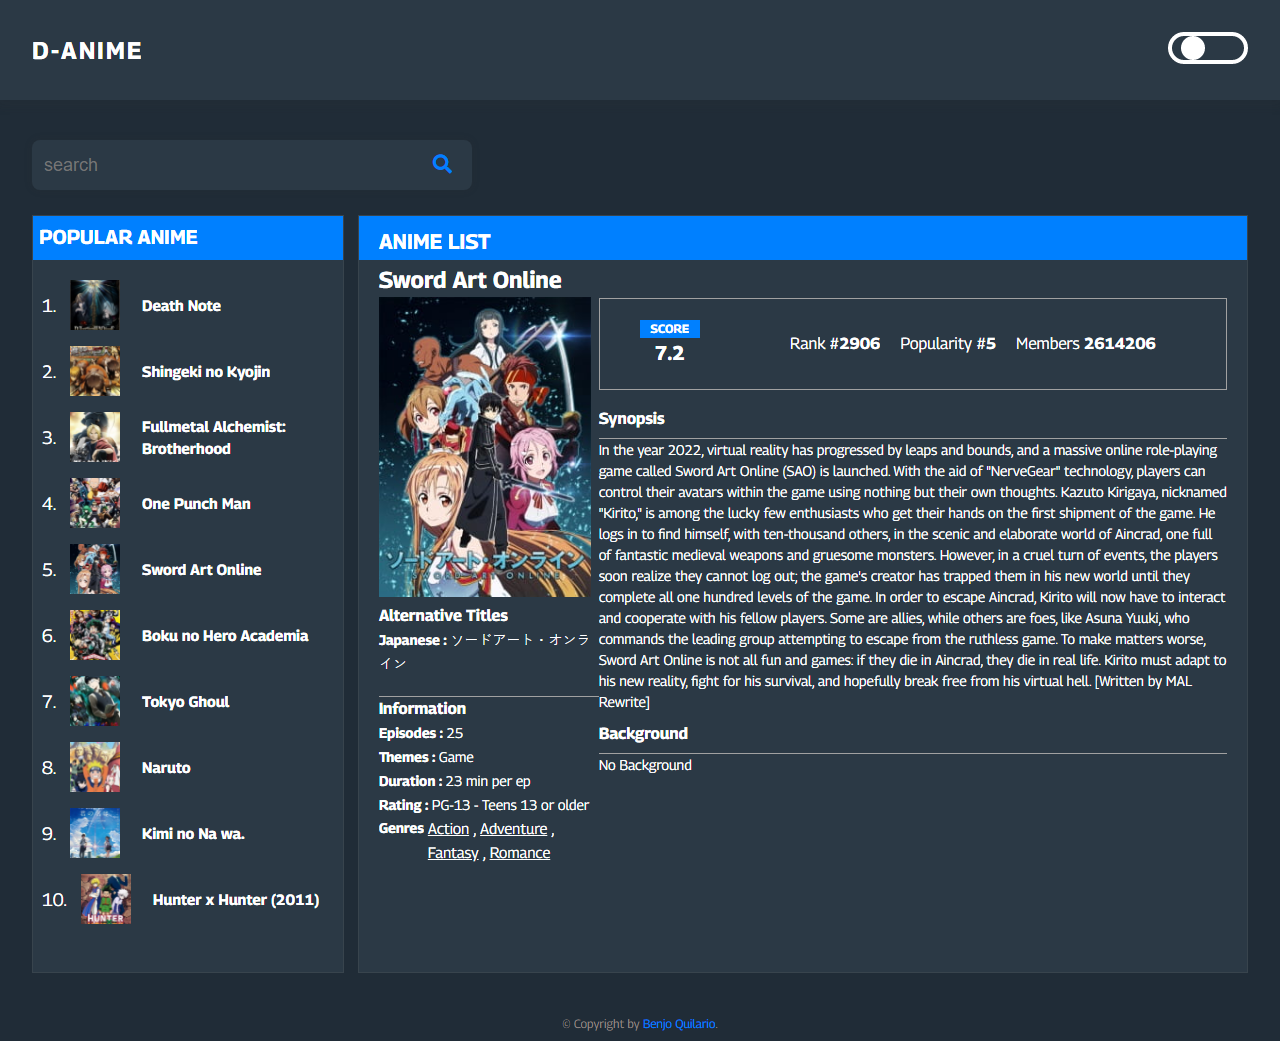 D-ANIME
search
POPULAR ANIME
1. Death Note
2. Shingeki no Kyojin
3. Fullmetal Alchemist:
Brotherhood
4. One Punch Man
5. Sword Art Online
6. Boku no Hero Academia
7. Tokyo Ghoul
8. Naruto
9. Kimi no Na wa.
10. Hunter x Hunter (2011)
HUNTER
ANIME LIST
Sword Art Online
ソードアート・オンライン
SWORD ART ONLINE
Alternative Titles
Japanese : ソードアート・オンラ
イン
Information
Episodes : 25
Themes : Game
Duration : 23 min per ep
Rating : PG-13 - Teens 13 or older
Genres Action , Adventure ,
Fantasy , Romance
SCORE
7.2
Rank #2906 Popularity #5 Members 2614206
Synopsis
In the year 2022, virtual reality has progressed by leaps and bounds, and a massive online role-playing
game called Sword Art Online (SAO) is launched. With the aid of "NerveGear" technology, players can
control their avatars within the game using nothing but their own thoughts. Kazuto Kirigaya, nicknamed
"Kirito," is among the lucky few enthusiasts who get their hands on the first shipment of the game. He
logs in to find himself, with ten-thousand others, in the scenic and elaborate world of Aincrad, one full
of fantastic medieval weapons and gruesome monsters. However, in a cruel turn of events, the players
soon realize they cannot log out; the game's creator has trapped them in his new world until they
complete all one hundred levels of the game. In order to escape Aincrad, Kirito will now have to interact
and cooperate with his fellow players. Some are allies, while others are foes, like Asuna Yuuki, who
commands the leading group attempting to escape from the ruthless game. To make matters worse,
Sword Art Online is not all fun and games: if they die in Aincrad, they die in real life. Kirito must adapt to
his new reality, fight for his survival, and hopefully break free from his virtual hell. [Written by MAL
Rewrite]
Background
No Background
© Copyright by Benjo Quilario.